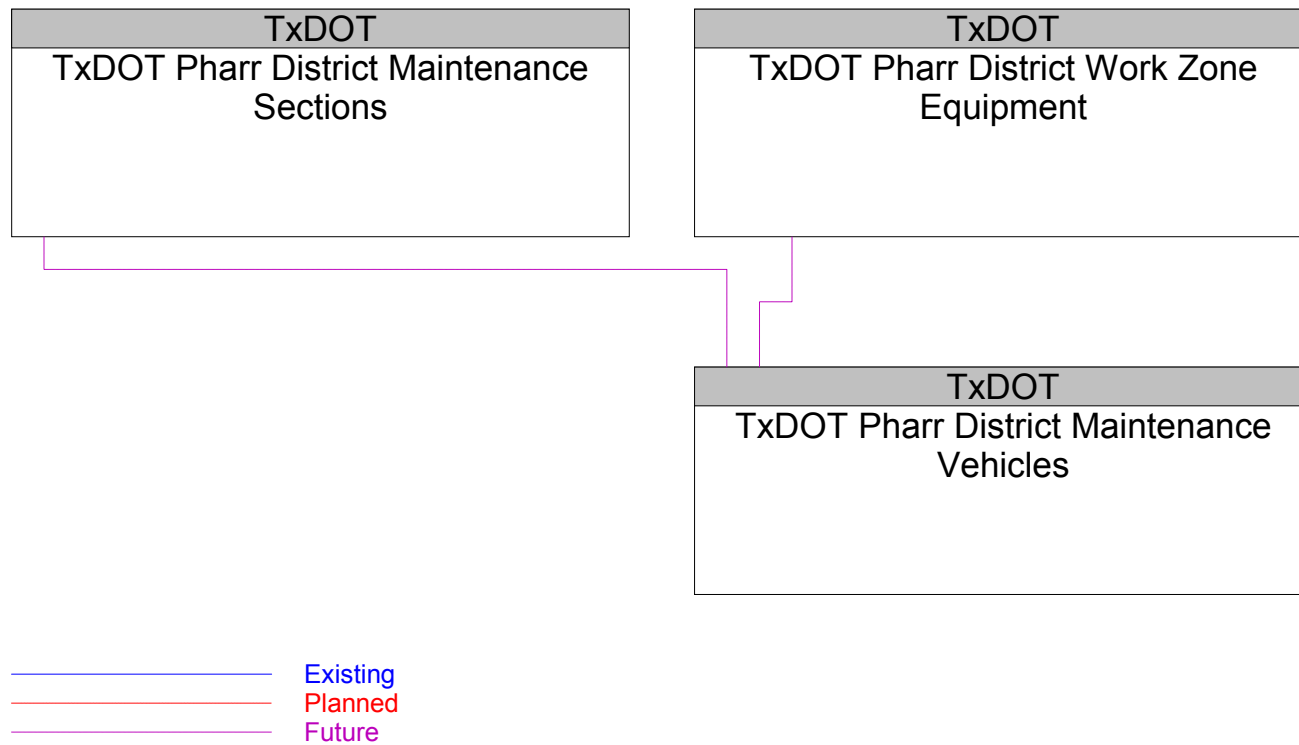 TxDOT
TxDOT Pharr District Maintenance
Sections
TxDOT
TxDOT Pharr District Work Zone
Equipment
TxDOT
TxDOT Pharr District Maintenance
Vehicles
Existing
Planned
Future